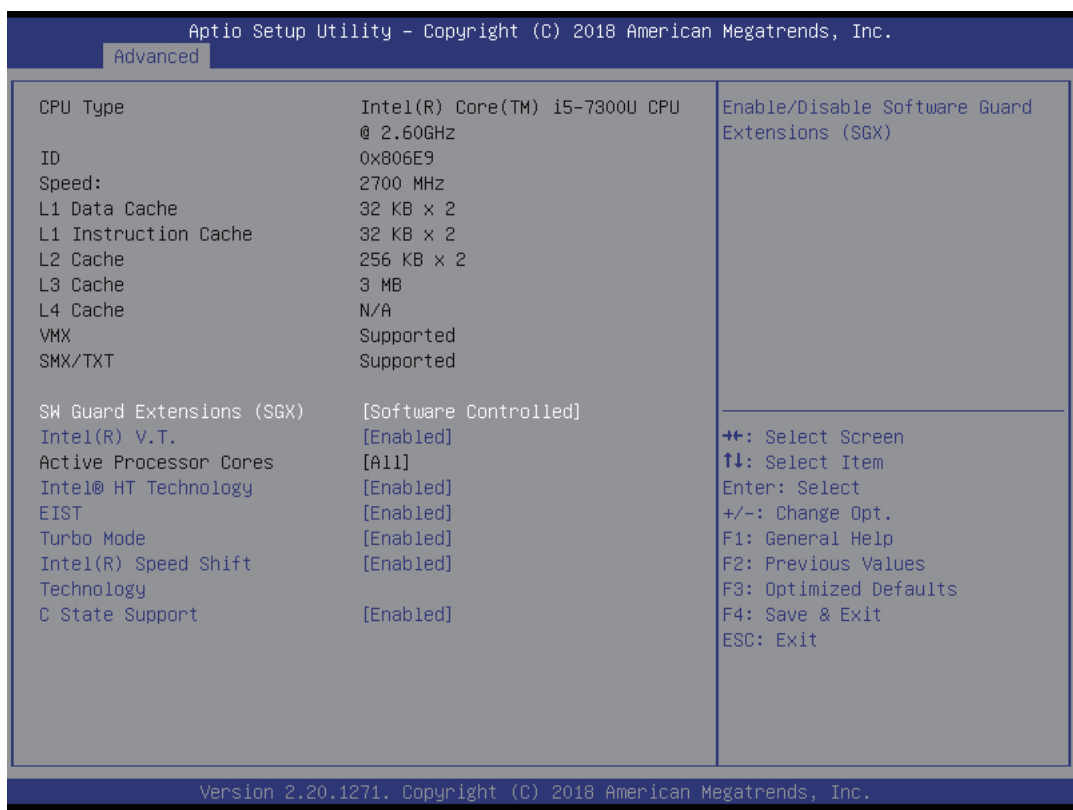 Aptio Setup Utility – Copyright (C) 2018 American Megatrends, Inc.
Advanced
CPU Type Intel(R) Core(TM) i5-7300U CPU
@ 2.60GHz
ID 0x806E9
Speed: 2700 MHz
L1 Data Cache 32 KB x 2
L1 Instruction Cache 32 KB x 2
L2 Cache 256 KB x 2
L3 Cache 3 MB
L4 Cache N/A
VMX Supported
SMX/TXT Supported
SW Guard Extensions (SGX) [Software Controlled]
Intel(R) V.T. [Enabled]
Active Processor Cores [All]
Intel® HT Technology [Enabled]
EIST [Enabled]
Turbo Mode [Enabled]
Intel(R) Speed Shift [Enabled]
Technology
C State Support [Enabled]
Enable/Disable Software Guard
Extensions (SGX)
→←: Select Screen
↑↓: Select Item
Enter: Select
+/-: Change Opt.
F1: General Help
F2: Previous Values
F3: Optimized Defaults
F4: Save & Exit
ESC: Exit
Version 2.20.1271. Copyright (C) 2018 American Megatrends, Inc.